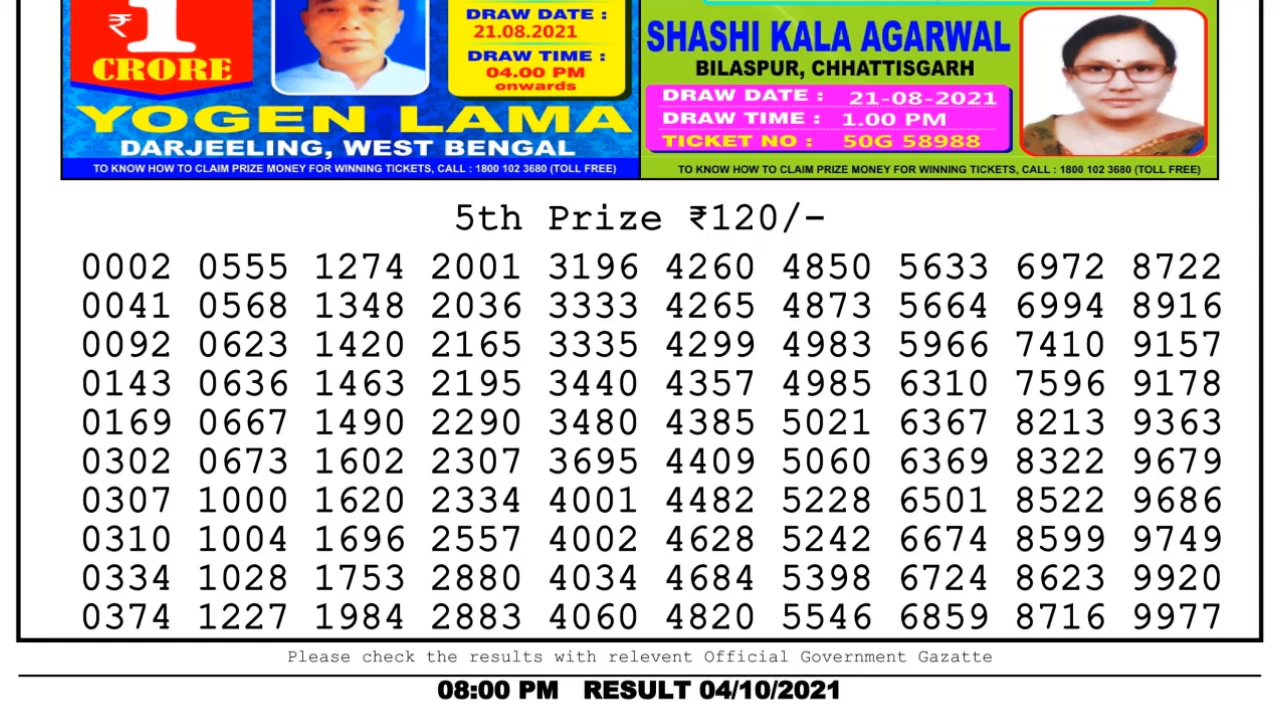 ₹1
CRORE
DRAW DATE :
21.08.2021
DRAW TIME :
04.00 PM
onwards
YOGEN LAMA
DARJEELING, WEST BENGAL
TO KNOW HOW TO CLAIM PRIZE MONEY FOR WINNING TICKETS, CALL : 1800 102 3680 (TOLL FREE)
SHASHI KALA AGARWAL
BILASPUR, CHHATTISGARH
DRAW DATE : 21-08-2021
DRAW TIME : 1.00 PM
TICKET NO : 50G 58988
TO KNOW HOW TO CLAIM PRIZE MONEY FOR WINNING TICKETS, CALL : 1800 102 3680 (TOLL FREE)
5th Prize ₹120/-
0002 0555 1274 2001 3196 4260 4850 5633 6972 8722
0041 0568 1348 2036 3333 4265 4873 5664 6994 8916
0092 0623 1420 2165 3335 4299 4983 5966 7410 9157
0143 0636 1463 2195 3440 4357 4985 6310 7596 9178
0169 0667 1490 2290 3480 4385 5021 6367 8213 9363
0302 0673 1602 2307 3695 4409 5060 6369 8322 9679
0307 1000 1620 2334 4001 4482 5228 6501 8522 9686
0310 1004 1696 2557 4002 4628 5242 6674 8599 9749
0334 1028 1753 2880 4034 4684 5398 6724 8623 9920
0374 1227 1984 2883 4060 4820 5546 6859 8716 9977
Please check the results with relevent Official Government Gazatte
08:00 PM RESULT 04/10/2021